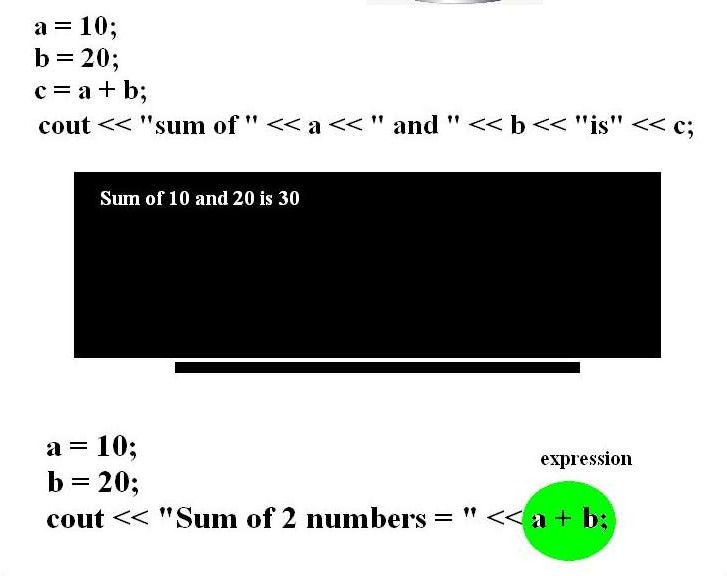 a = 10;
b = 20;
c = a + b;
cout << "sum of " << a << " and " << b << "is" << c;
Sum of 10 and 20 is 30
a = 10;
b = 20;
expression
cout << "Sum of 2 numbers = " << a + b;